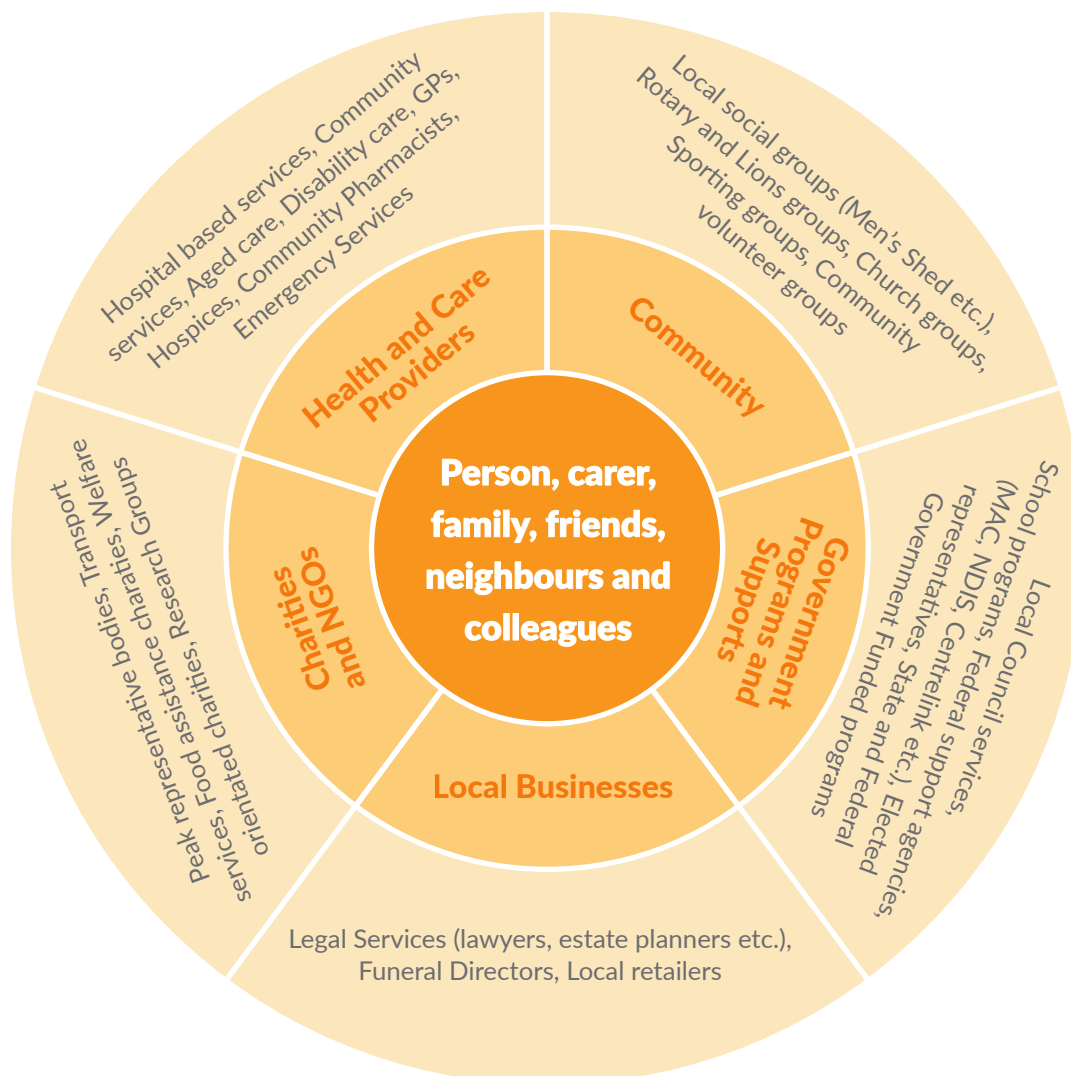 Person, carer,
family, friends,
neighbours and
colleagues
Health and Care
Providers
Hospital based services, Community
services, Aged care, Disability care, GPs,
Hospices, Community Pharmacists,
Emergency Services
Community
Local social groups (Men's Shed etc.),
Rotary and Lions groups, Church groups,
Sporting groups, Community
volunteer groups
Government
Programs and
Supports
Local Council services,
School programs, Federal support agencies,
(MAC, NDIS, Centrelink etc.), Elected
representatives, State and Federal
Government Funded programs
Local Businesses
Legal Services (lawyers, estate planners etc.),
Funeral Directors, Local retailers
Charities
and NGOs
Peak representative bodies, Transport
services, Food assistance charaties, Welfare
orientated charities, Research Groups